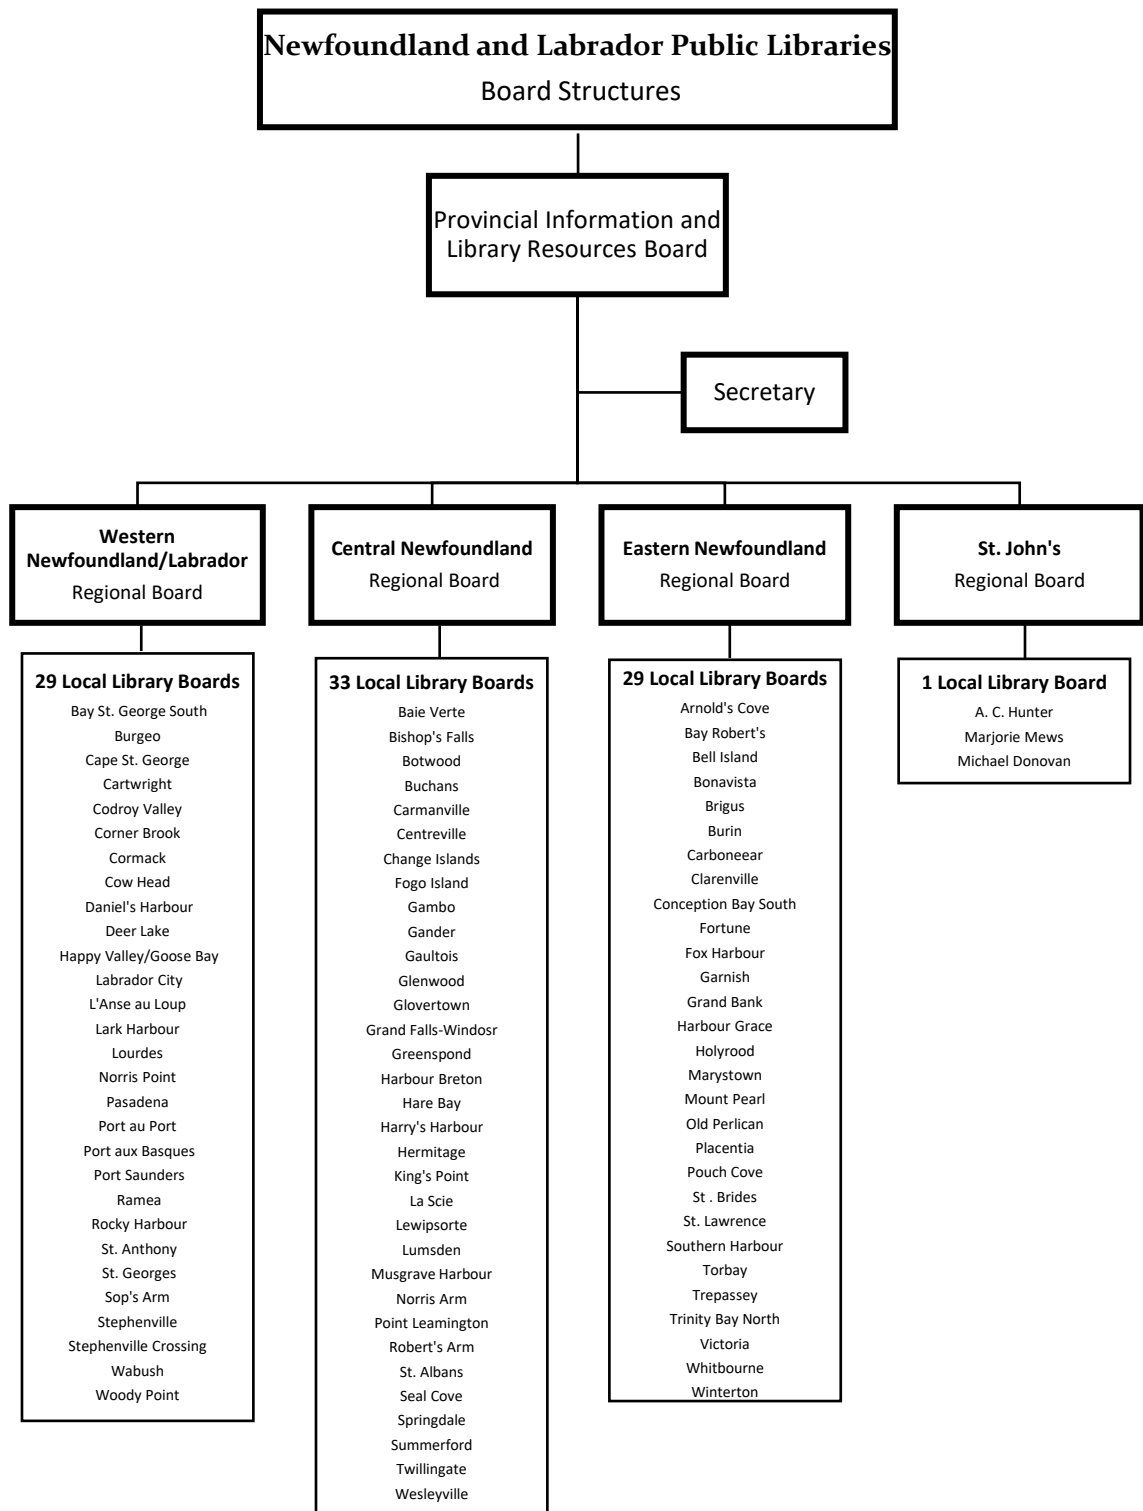 Newfoundland and Labrador Public Libraries
Board Structures
Provincial Information and
Library Resources Board
Secretary
Western
Newfoundland/Labrador
Regional Board
29 Local Library Boards
Bay St. George South
Burgeo
Cape St. George
Cartwright
Codroy Valley
Corner Brook
Cormack
Cow Head
Daniel's Harbour
Deer Lake
Happy Valley/Goose Bay
Labrador City
L'Anse au Loup
Lark Harbour
Lourdes
Norris Point
Pasadena
Port au Port
Port aux Basques
Port Saunders
Ramea
Rocky Harbour
St. Anthony
St. Georges
Sop's Arm
Stephenville
Stephenville Crossing
Wabush
Woody Point
Central Newfoundland
Regional Board
33 Local Library Boards
Baie Verte
Bishop's Falls
Botwood
Buchans
Carmanville
Centreville
Change Islands
Fogo Island
Gambo
Gander
Gaultois
Glenwood
Glovertown
Grand Falls-Windosr
Greenspond
Harbour Breton
Hare Bay
Harry's Harbour
Hermitage
King's Point
La Scie
Lewipsorte
Lumsden
Musgrave Harbour
Norris Arm
Point Leamington
Robert's Arm
St. Albans
Seal Cove
Springdale
Summerford
Twillingate
Wesleyville
Eastern Newfoundland
Regional Board
29 Local Library Boards
Arnold's Cove
Bay Robert's
Bell Island
Bonavista
Brigus
Burin
Carboneear
Clarenville
Conception Bay South
Fortune
Fox Harbour
Garnish
Grand Bank
Harbour Grace
Holyrood
Marystown
Mount Pearl
Old Perlican
Placentia
Pouch Cove
St . Brides
St. Lawrence
Southern Harbour
Torbay
Trepassey
Trinity Bay North
Victoria
Whitbourne
Winterton
St. John's
Regional Board
1 Local Library Board
A. C. Hunter
Marjorie Mews
Michael Donovan